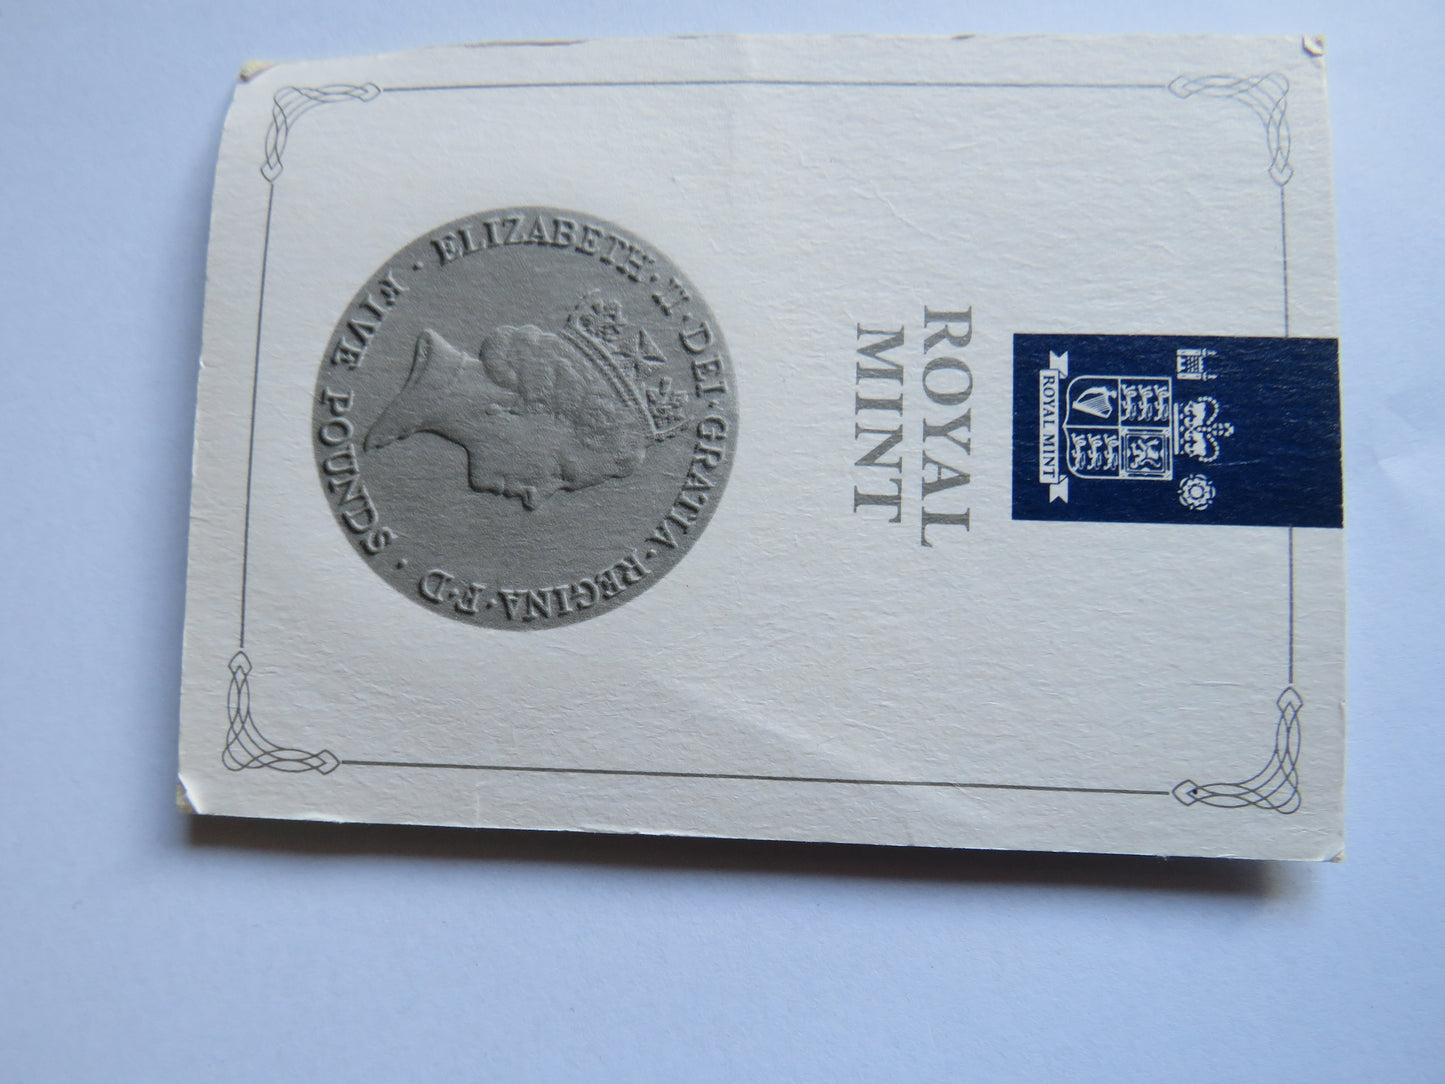 ROYAL MINT
ROYAL
MINT
ELIZABETH · II · DEI · GRATIA · REGINA · F · D ·
FIVE POUNDS ·